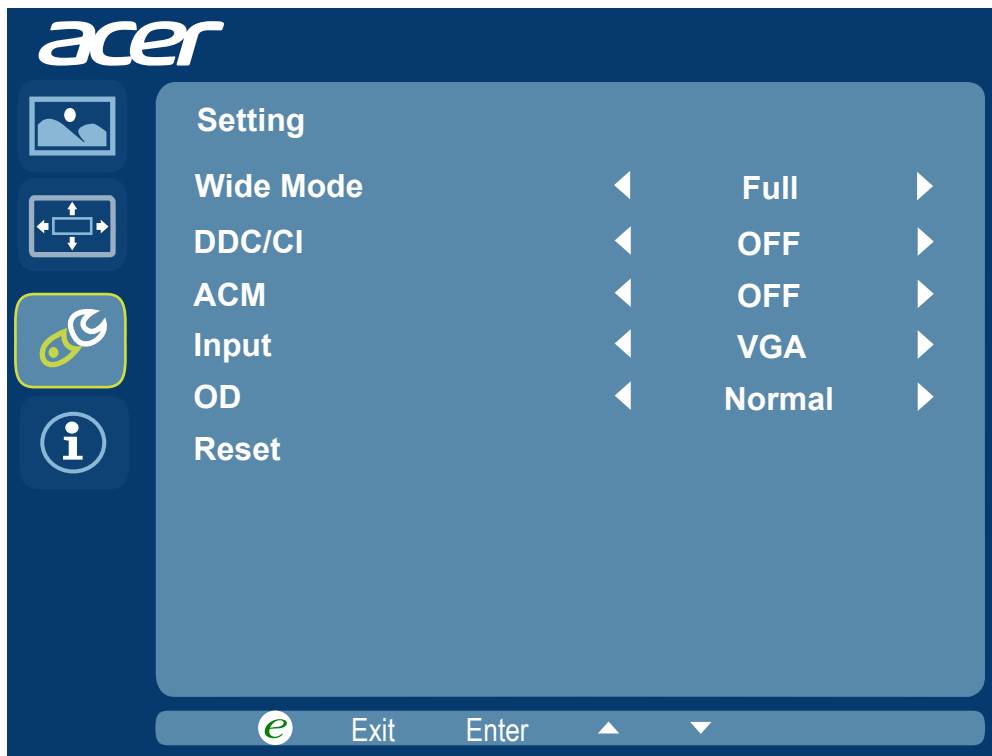 acer
Setting
Wide Mode Full
DDC/CI OFF
ACM OFF
Input VGA
OD Normal
Reset
e Exit Enter